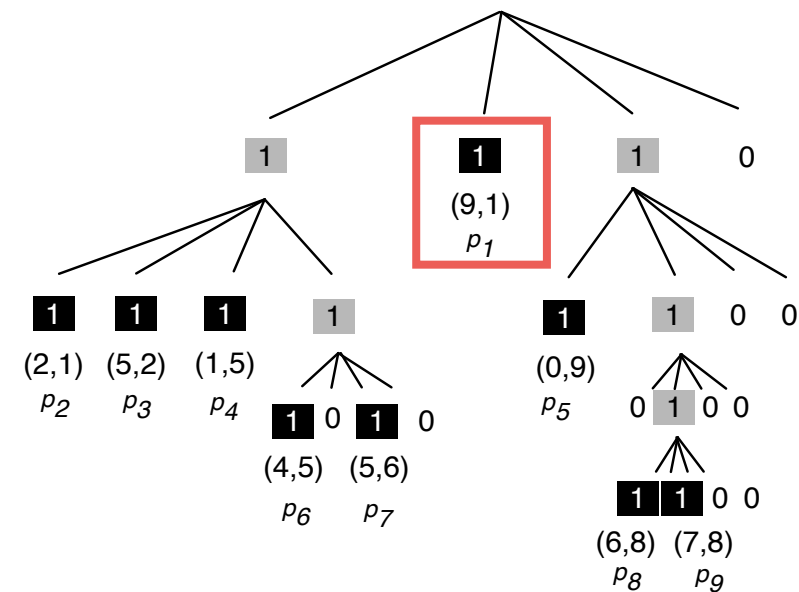 1 1 1 0
(9,1)
p1
1 1 1 1 1 1 0 0
(2,1) (5,2) (1,5) (0,9)
p2 p3 p4 p5
1 0 1 0 0 1 0 0
(4,5) (5,6)
p6 p7
1 1 0 0
(6,8) (7,8)
p8 p9